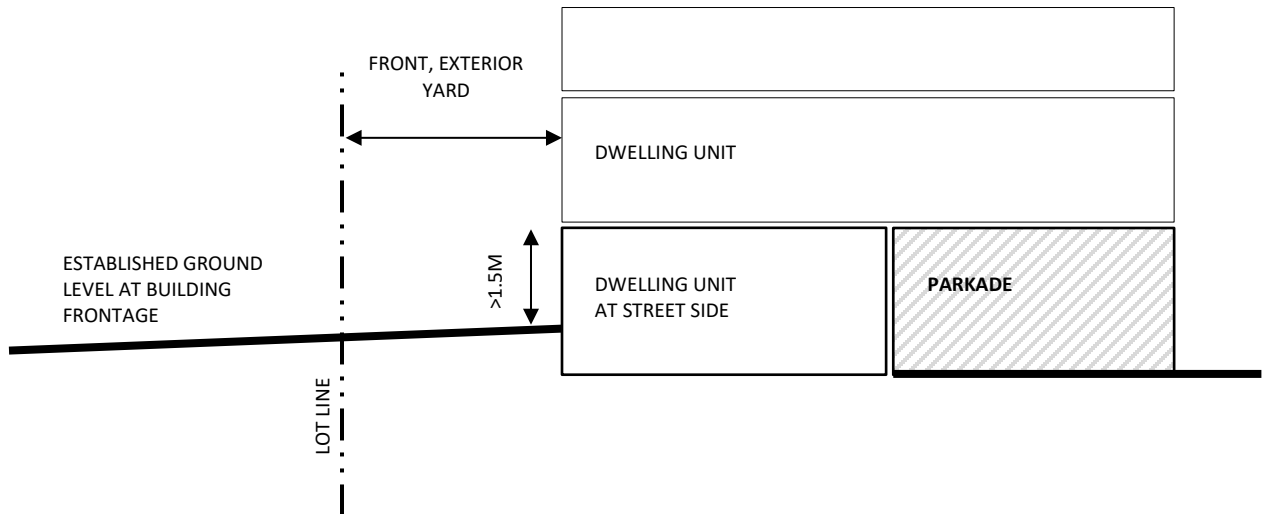 FRONT, EXTERIOR
YARD
DWELLING UNIT
ESTABLISHED GROUND
LEVEL AT BUILDING
FRONTAGE
>1.5M
DWELLING UNIT
AT STREET SIDE
PARKADE
LOT LINE